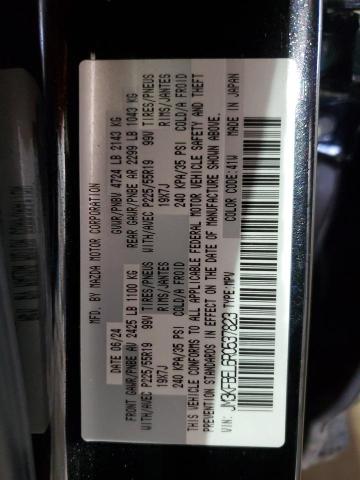 MFD. BY MAZDA MOTOR CORPORATION
DATE 06/24 GVWR/PNBV 4724 LB 2143 KG
FRONT GAWR/PNBE AV 2425 LB 1100 KG REAR GAWR/PNBE AR 2299 LB 1043 KG
WITH/AVEC P225/55R19 99V TIRES/PNEUS WITH/AVEC P225/55R19 99V TIRES/PNEUS
19X7J RIMS/JANTES 19X7J RIMS/JANTES
240 KPA/35 PSI COLD/A FROID 240 KPA/35 PSI COLD/A FROID
THIS VEHICLE CONFORMS TO ALL APPLICABLE FEDERAL MOTOR VEHICLE SAFETY AND THEFT
PREVENTION STANDARDS IN EFFECT ON THE DATE OF MANUFACTURE SHOWN ABOVE.
VIN: JM3KFBEL6R0537823 TYPE: MPV COLOR CODE: 41W MADE IN JAPAN